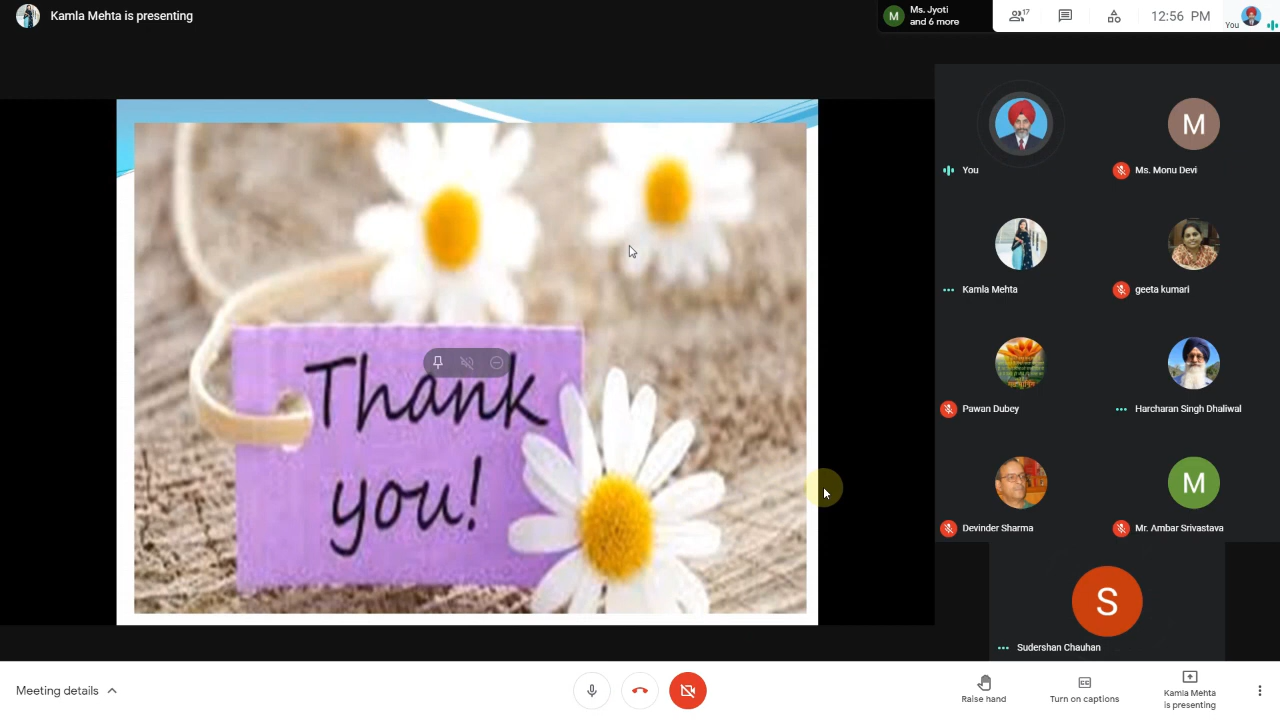 Kamla Mehta is presenting
M
Ms. Jyoti
and 6 more
17
12:56 PM
You
You
M
Ms. Monu Devi
Kamla Mehta
geeta kumari
Pawan Dubey
Harcharan Singh Dhaliwal
Devinder Sharma
M
Mr. Ambar Srivastava
S
Sudershan Chauhan
Thank
you!
Meeting details
Raise hand
Turn on captions
Kamla Mehta
is presenting